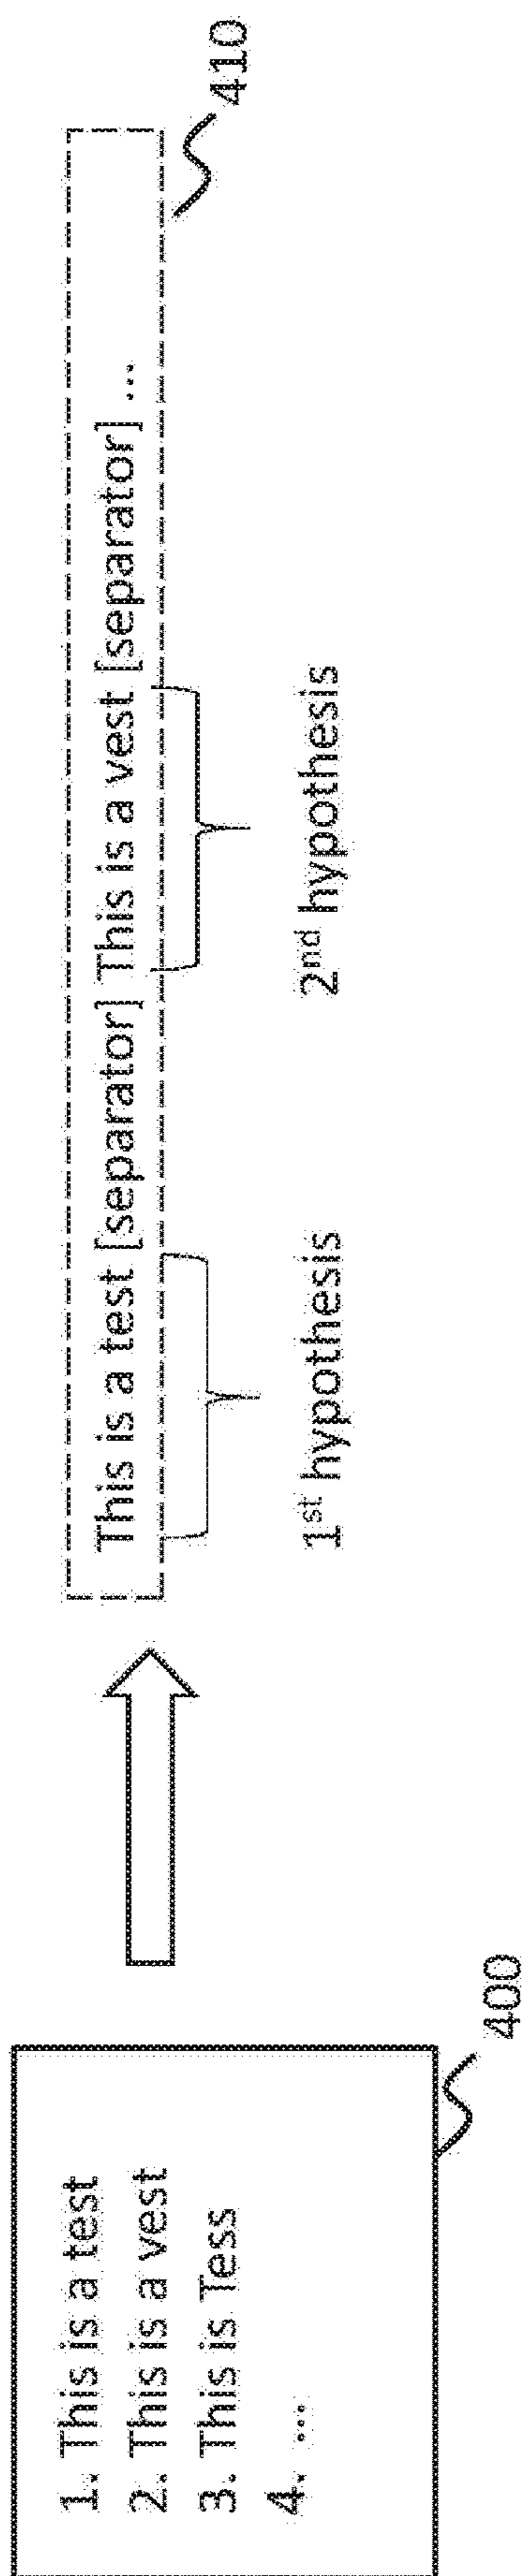 1. This is a test
2. This is a vest
3. This is Tess
4. ...
400
This is a test [separator] This is a vest [separator] ...
410
1st hypothesis
2nd hypothesis